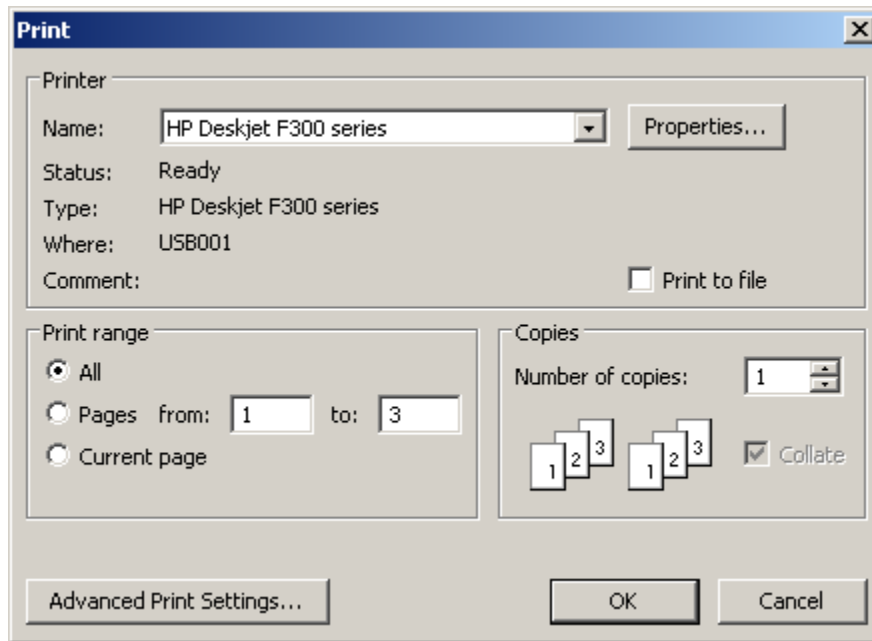 Print
Printer
Name: HP Deskjet F300 series Properties...
Status: Ready
Type: HP Deskjet F300 series
Where: USB001
Comment: Print to file
Print range
All
Pages from: 1 to: 3
Current page
Copies
Number of copies: 1
1 2 3 1 2 3 Collate
Advanced Print Settings... OK Cancel